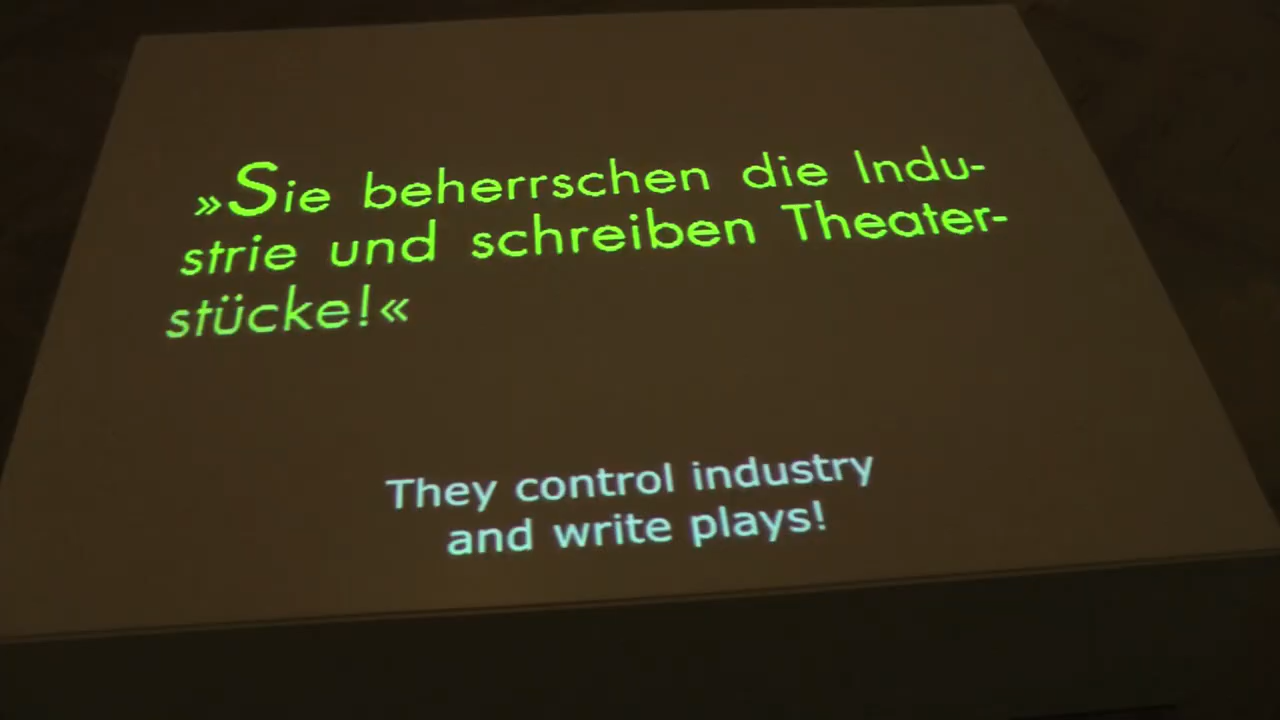 »Sie beherrschen die Indu-
strie und schreiben Theater-
stücke!«
They control industry
and write plays!